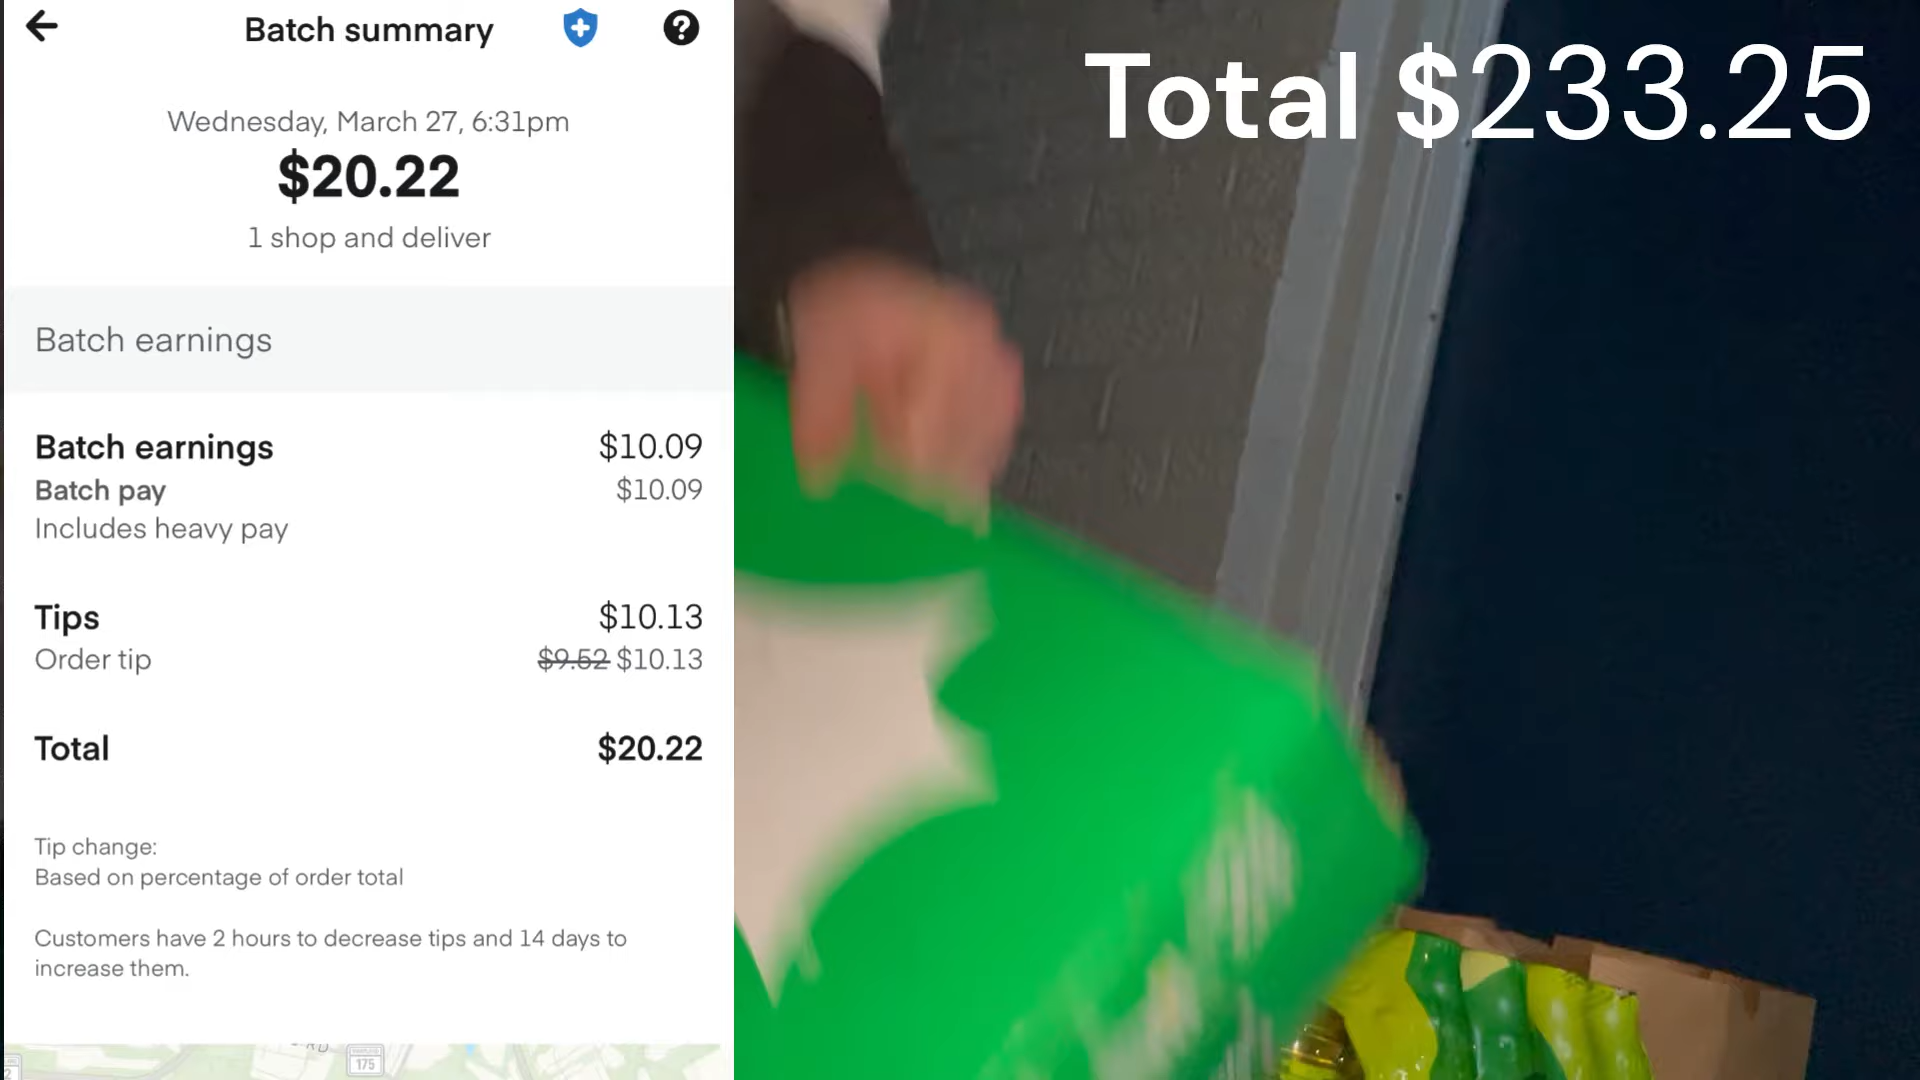 Batch summary
Wednesday, March 27, 6:31pm
$20.22
1 shop and deliver
Batch earnings
Batch earnings $10.09
Batch pay $10.09
Includes heavy pay
Tips $10.13
Order tip $9.52 $10.13
Total $20.22
Tip change:
Based on percentage of order total
Customers have 2 hours to decrease tips and 14 days to
increase them.
175
2
Total $233.25